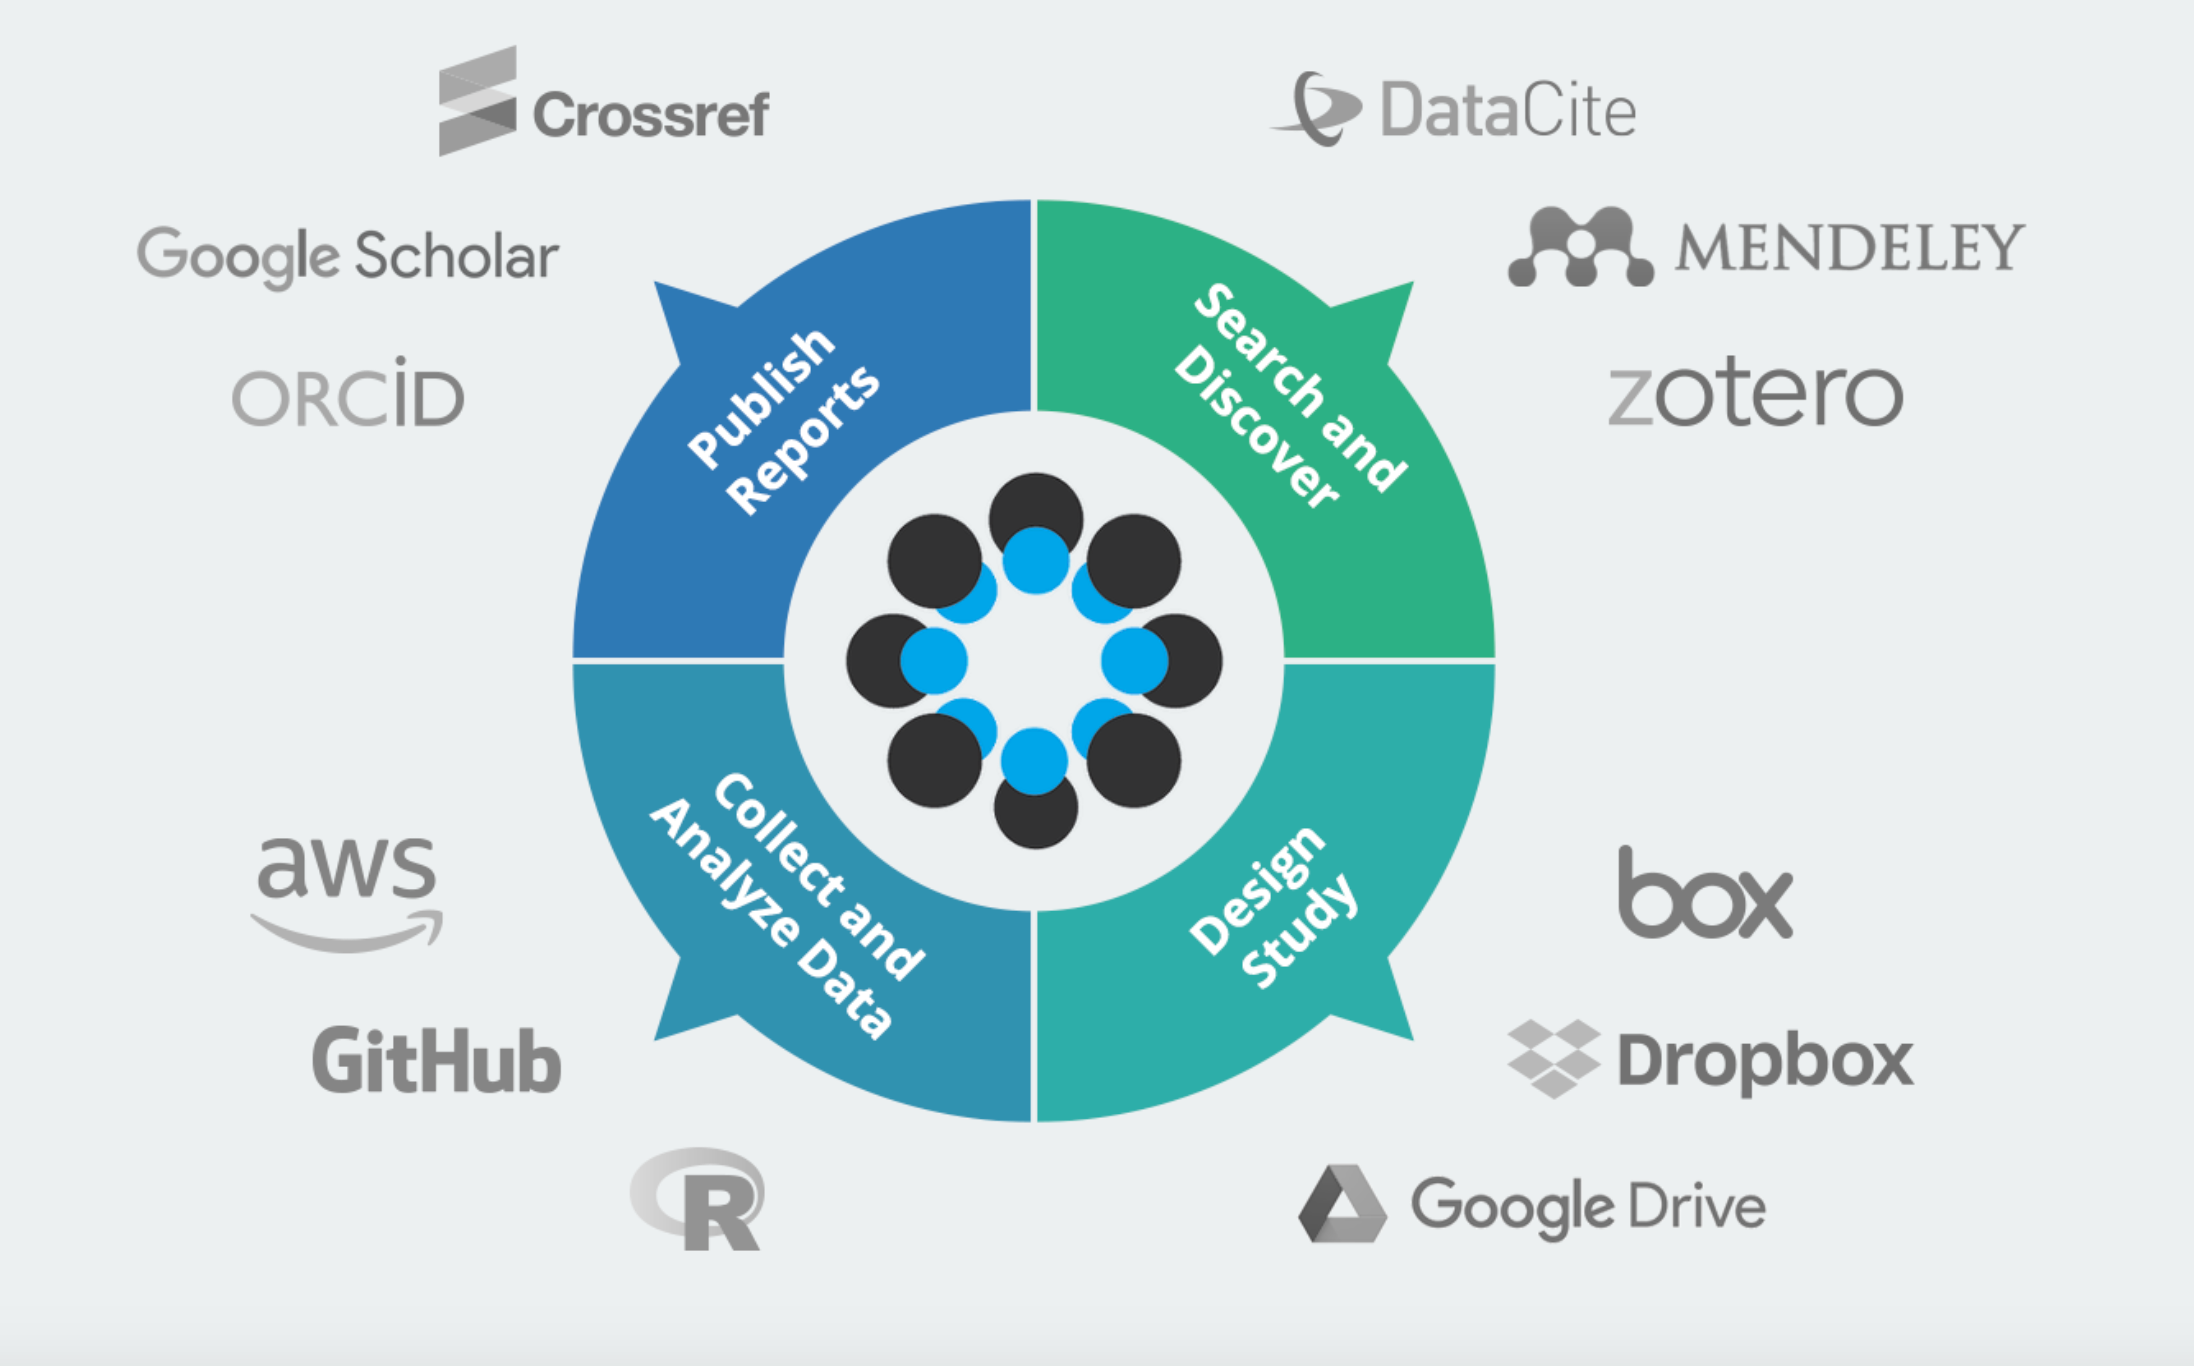 Crossref
DataCite
Google Scholar
MENDELEY
ORCiD
zotero
Publish
Reports
Search and
Discover
Collect and
Analyze Data
Design
Study
aws
box
GitHub
Dropbox
R
Google Drive